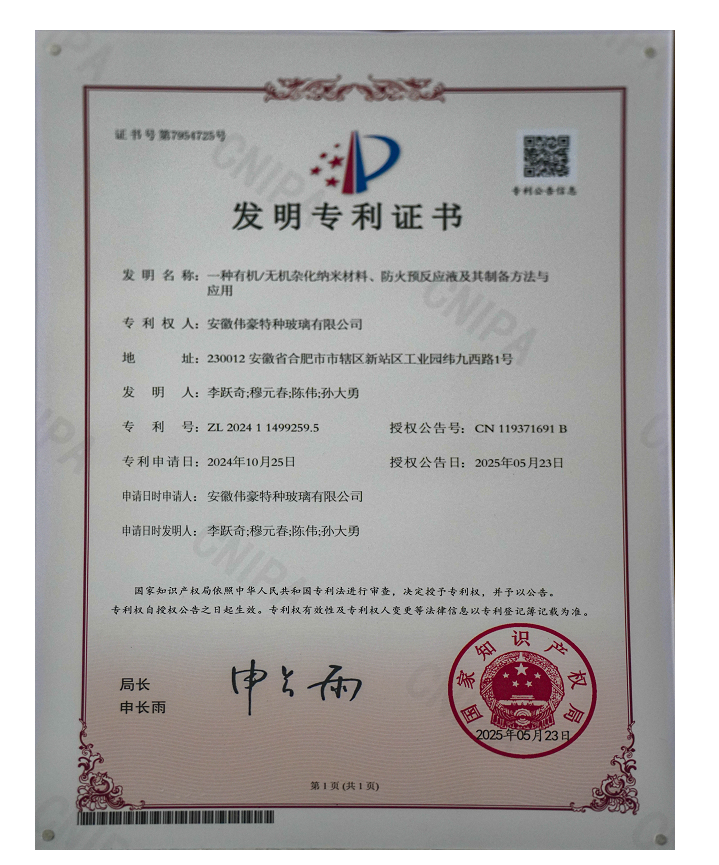 证书号第7954725号
专利公告信息
发明专利证书
发明名称：一种有机/无机杂化纳米材料、防火预反应液及其制备方法与
应用
专利权人：安徽伟豪特种玻璃有限公司
地址：230012 安徽省合肥市市辖区新站区工业园纬九西路1号
发明人：李跃奇;穆元春;陈伟;孙大勇
专利号：ZL 2024 1 1499259.5 授权公告号：CN 119371691 B
专利申请日：2024年10月25日 授权公告日：2025年05月23日
申请日时申请人：安徽伟豪特种玻璃有限公司
申请日时发明人：李跃奇;穆元春;陈伟;孙大勇
国家知识产权局依照中华人民共和国专利法进行审查，决定授予专利权，并予以公告。
专利权自授权公告之日起生效。专利权有效性及专利权人变更等法律信息以专利登记簿记载为准。
局长
申长雨
申长雨
国家知识产权局
2025年05月23日
第1页(共1页)
CNIPA
CNIPA
CNIPA
CNIPA
CNIPA